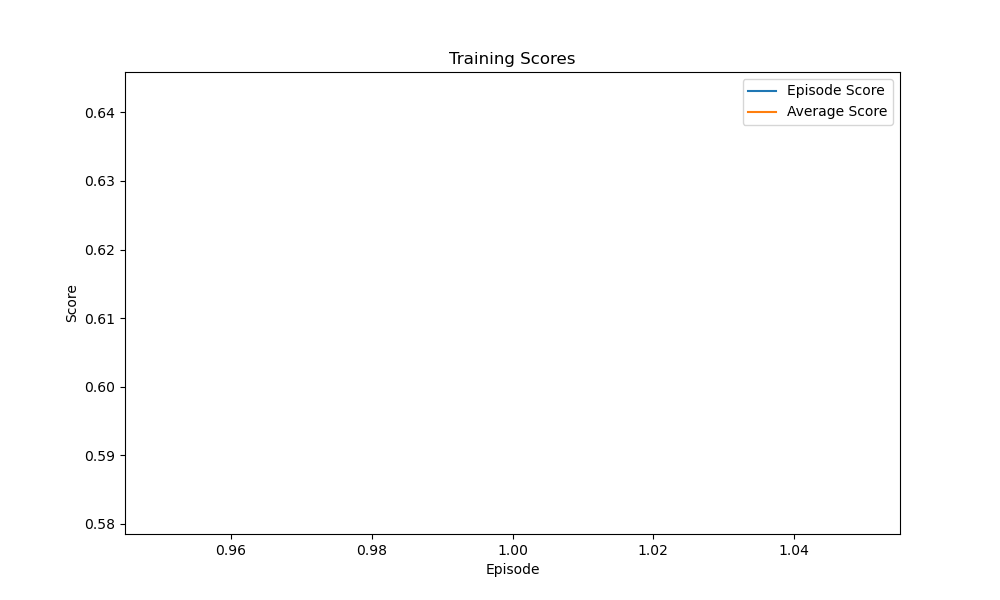 Training Scores
Episode Score
Average Score
0.64
0.63
0.62
0.61
0.60
0.59
0.58
Score
0.96 0.98 1.00 1.02 1.04
Episode